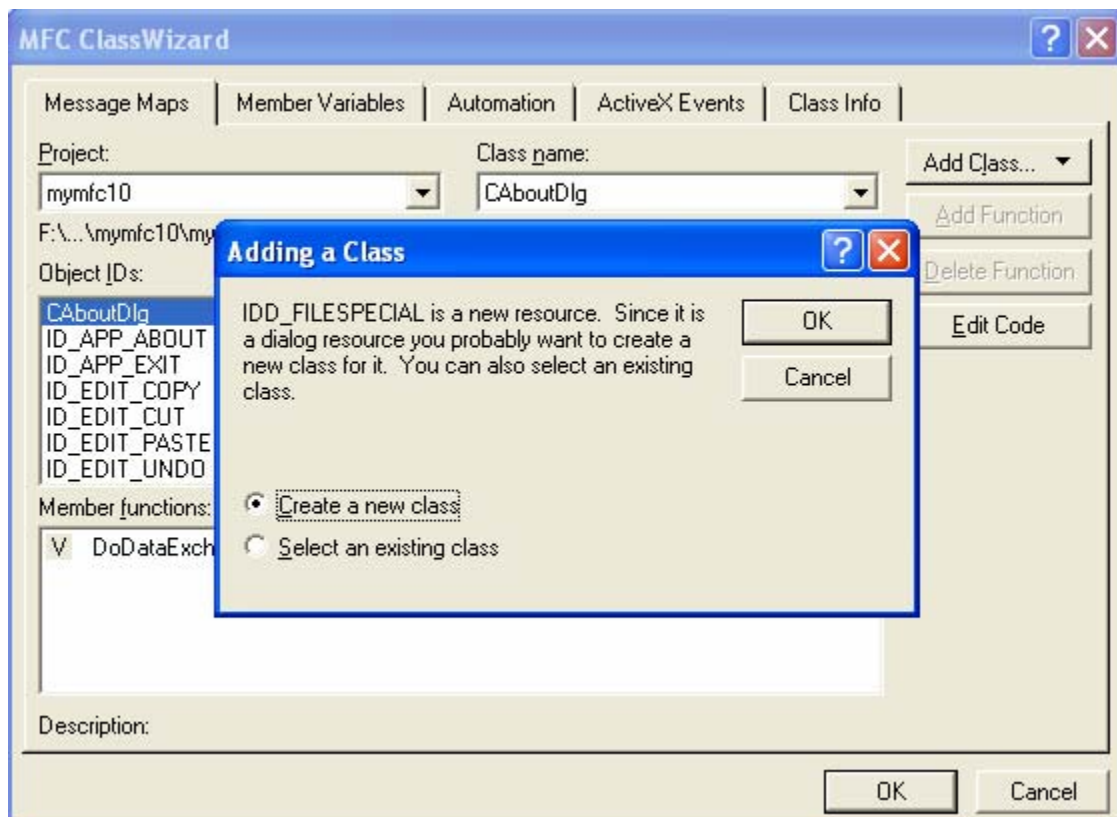 MFC ClassWizard
Message Maps
Member Variables
Automation
ActiveX Events
Class Info
Project:
Class name:
Add Class...
mymfc10
CAboutDlg
Add Function
F:\...\mymfc10\my
Adding a Class
Object IDs:
Delete Function
CAboutDlg
ID_APP_ABOUT
ID_APP_EXIT
ID_EDIT_COPY
ID_EDIT_CUT
ID_EDIT_PASTE
ID_EDIT_UNDO
IDD_FILESPECIAL is a new resource. Since it is
a dialog resource you probably want to create a
new class for it. You can also select an existing
class.
OK
Cancel
Edit Code
Create a new class
Select an existing class
Member functions:
V DoDataExch
Description:
OK
Cancel